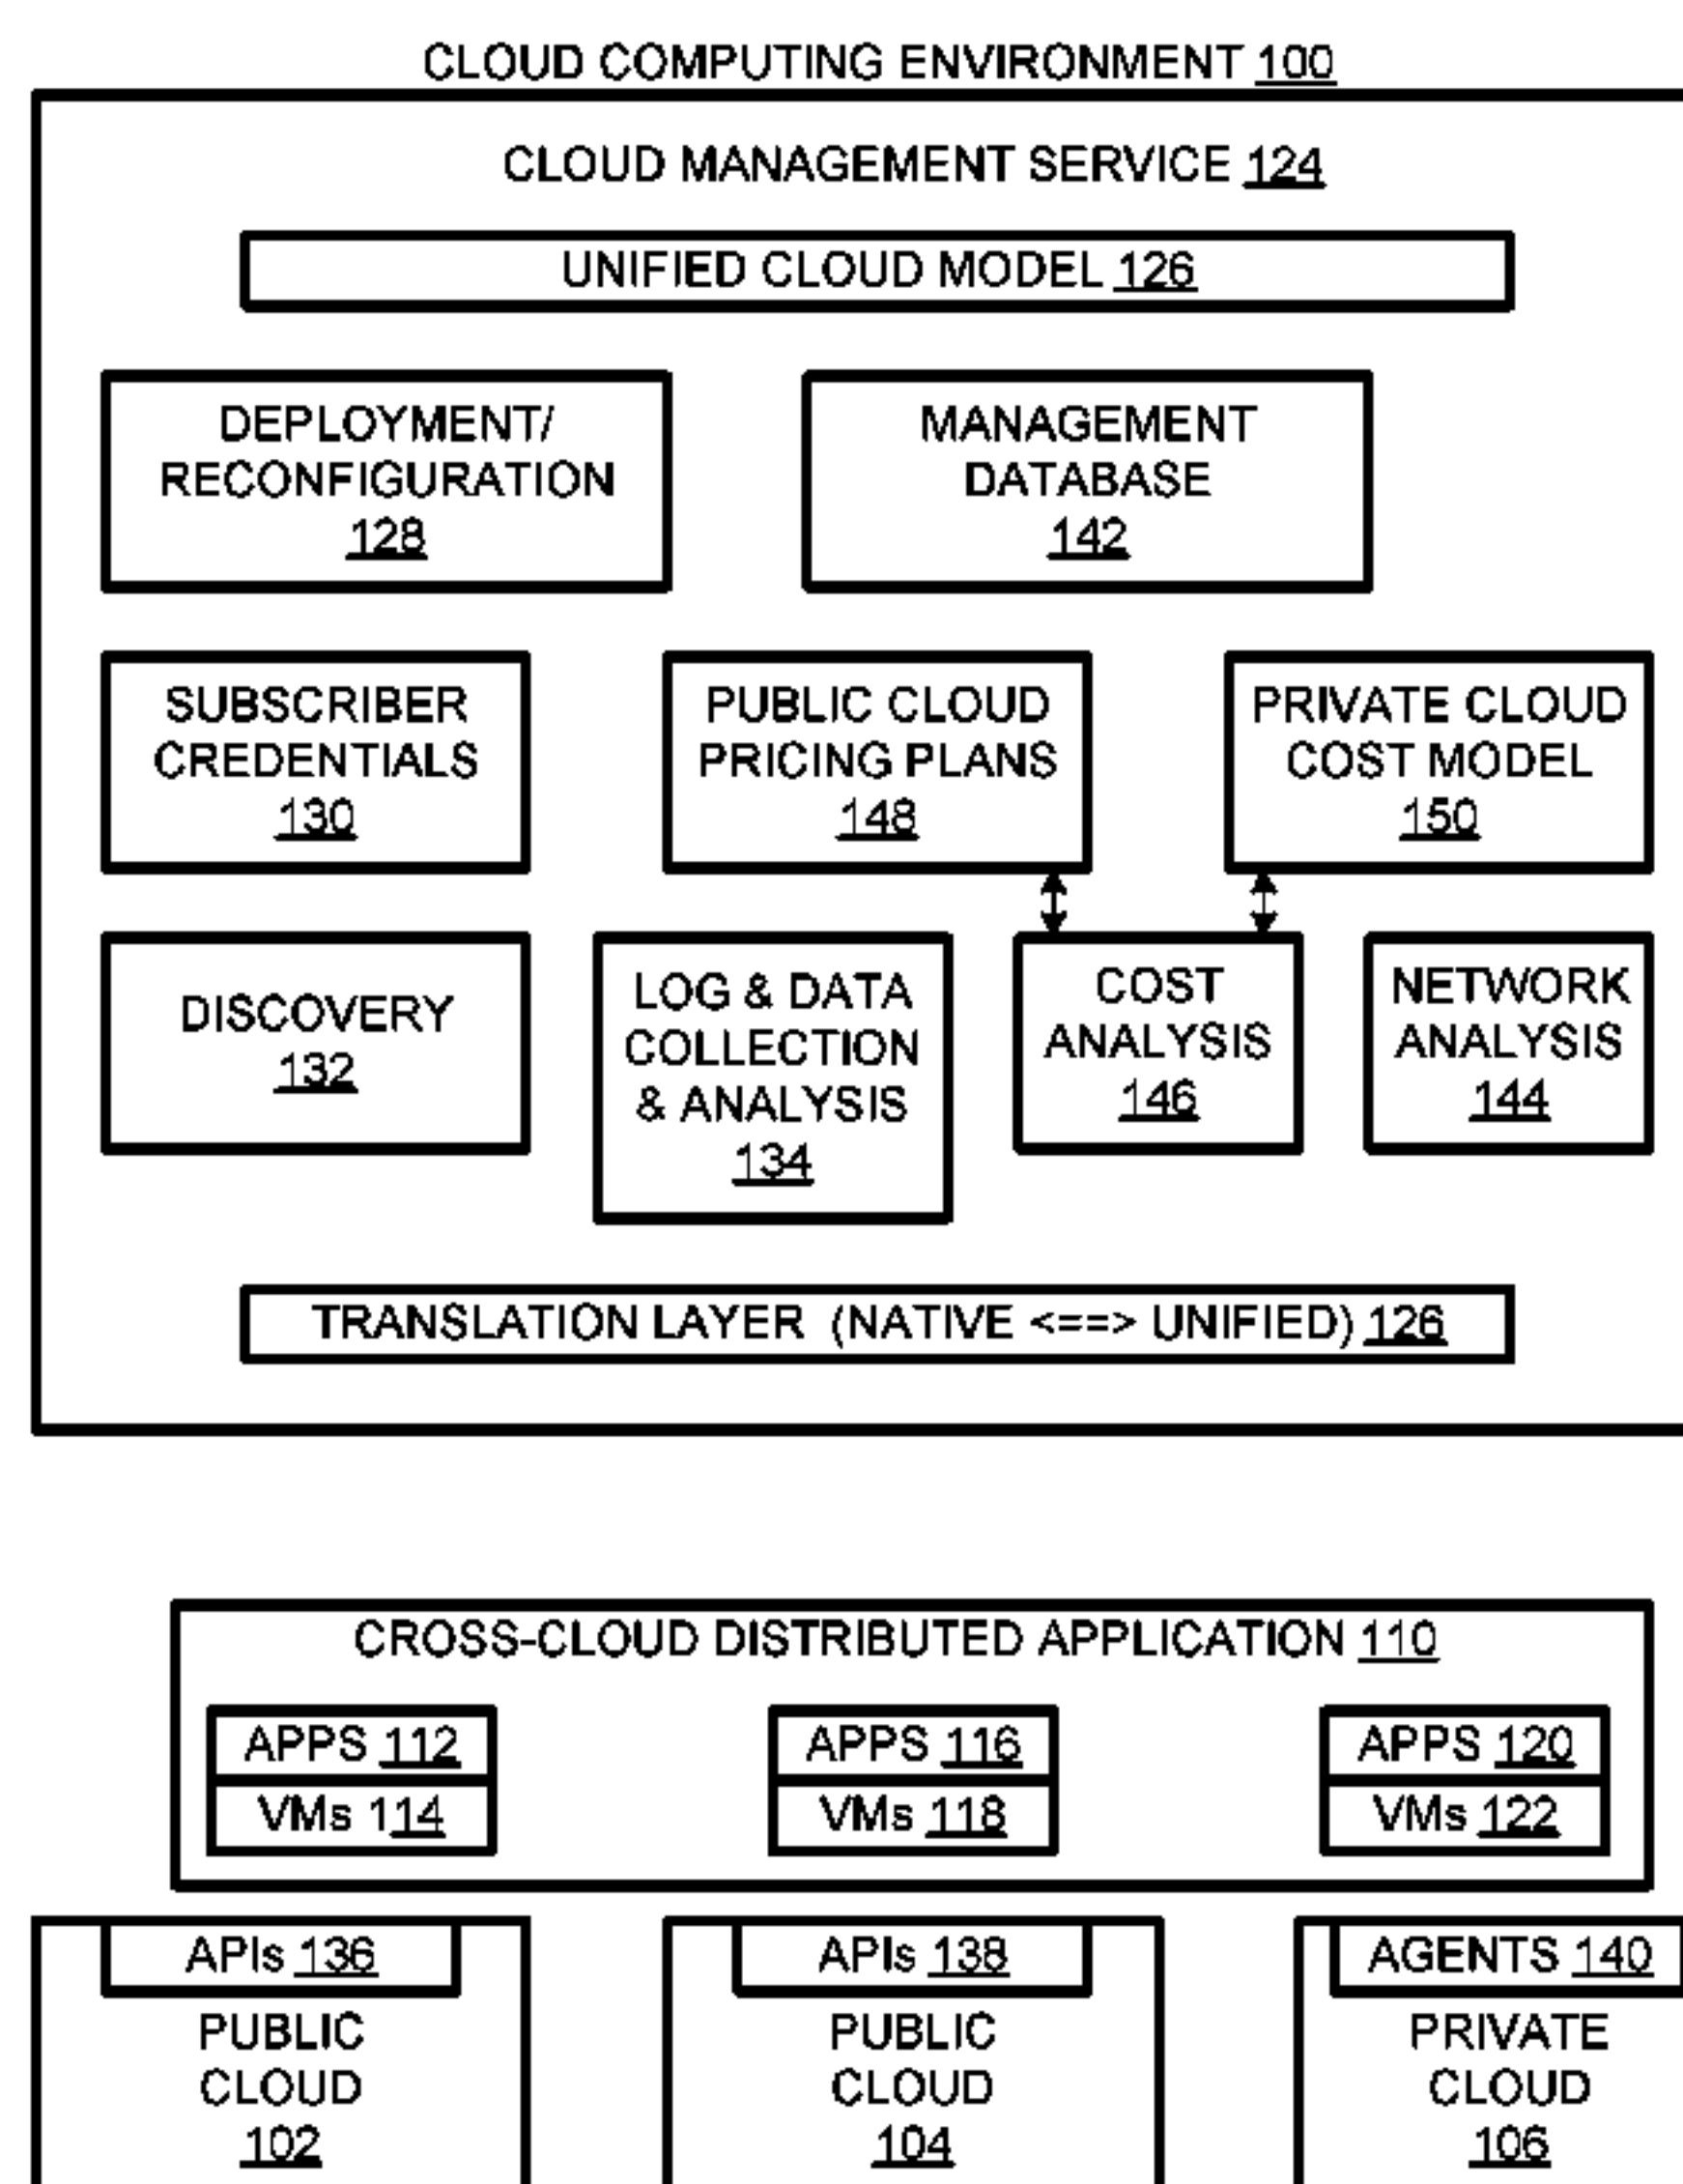 CLOUD COMPUTING ENVIRONMENT 100
CLOUD MANAGEMENT SERVICE 124
UNIFIED CLOUD MODEL 126
DEPLOYMENT/
RECONFIGURATION
128
MANAGEMENT
DATABASE
142
SUBSCRIBER
CREDENTIALS
130
PUBLIC CLOUD
PRICING PLANS
148
PRIVATE CLOUD
COST MODEL
150
DISCOVERY
132
LOG & DATA
COLLECTION
& ANALYSIS
134
COST
ANALYSIS
146
NETWORK
ANALYSIS
144
TRANSLATION LAYER (NATIVE <==> UNIFIED) 126
CROSS-CLOUD DISTRIBUTED APPLICATION 110
APPS 112
VMs 114
APPS 116
VMs 118
APPS 120
VMs 122
APIs 136
PUBLIC
CLOUD
102
APIs 138
PUBLIC
CLOUD
104
AGENTS 140
PRIVATE
CLOUD
106